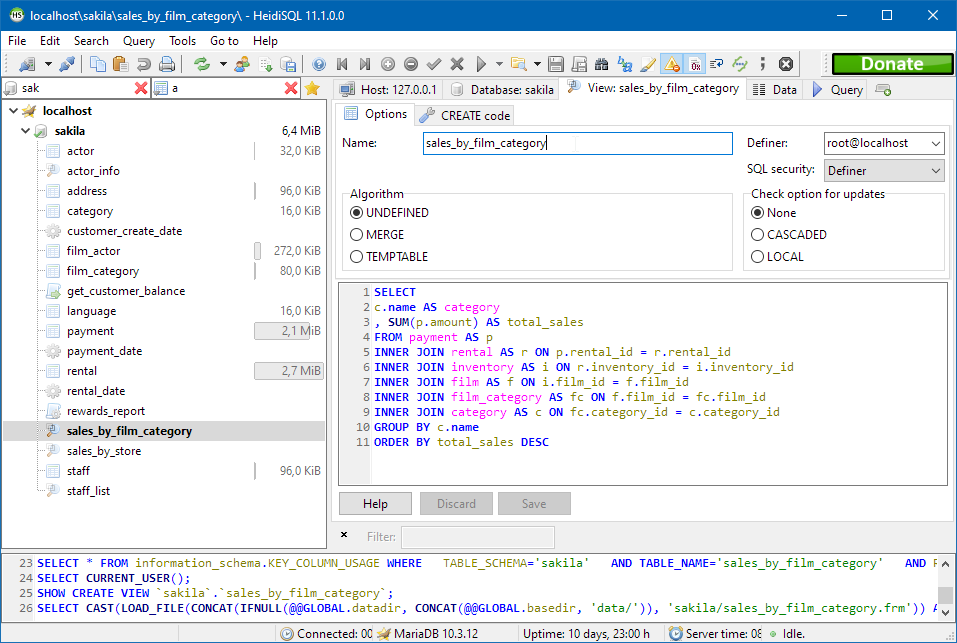 localhost\sakila\sales_by_film_category\ - HeidiSQL 11.1.0.0
File Edit Search Query Tools Go to Help
Donate
sak
a
Host: 127.0.0.1
Database: sakila
View: sales_by_film_category
Data
Query
localhost
sakila 6,4 MiB
actor 32,0 KiB
actor_info
address 96,0 KiB
category 16,0 KiB
customer_create_date
film_actor 272,0 KiB
film_category 80,0 KiB
get_customer_balance
language 16,0 KiB
payment 2,1 MiB
payment_date
rental 2,7 MiB
rental_date
rewards_report
sales_by_film_category
sales_by_store
staff 96,0 KiB
staff_list
Options
CREATE code
Name: sales_by_film_category
Definer: root@localhost
SQL security: Definer
Algorithm
UNDEFINED
MERGE
TEMPTABLE
Check option for updates
None
CASCADED
LOCAL
1 SELECT
2 c.name AS category
3 , SUM(p.amount) AS total_sales
4 FROM payment AS p
5 INNER JOIN rental AS r ON p.rental_id = r.rental_id
6 INNER JOIN inventory AS i ON r.inventory_id = i.inventory_id
7 INNER JOIN film AS f ON i.film_id = f.film_id
8 INNER JOIN film_category AS fc ON f.film_id = fc.film_id
9 INNER JOIN category AS c ON fc.category_id = c.category_id
10 GROUP BY c.name
11 ORDER BY total_sales DESC
Help Discard Save
× Filter:
23 SELECT * FROM information_schema.KEY_COLUMN_USAGE WHERE TABLE_SCHEMA='sakila' AND TABLE_NAME='sales_by_film_category' AND
24 SELECT CURRENT_USER();
25 SHOW CREATE VIEW `sakila`.`sales_by_film_category`;
26 SELECT CAST(LOAD_FILE(CONCAT(IFNULL(@@GLOBAL.datadir, CONCAT(@@GLOBAL.basedir, 'data/')), 'sakila/sales_by_film_category.frm'))
Connected: 00 MariaDB 10.3.12 Uptime: 10 days, 23:00 h Server time: 08 Idle.